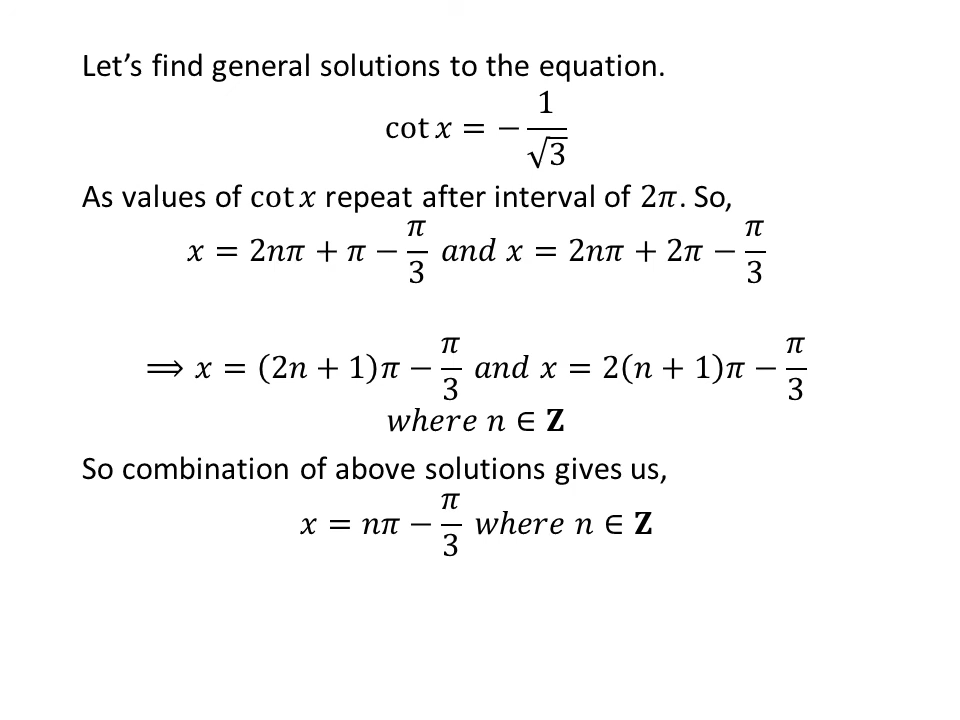 Let’s find general solutions to the equation.
cot 𝑥 = − 1/√3
As values of cot 𝑥 repeat after interval of 2𝜋. So,
𝑥 = 2𝑛𝜋 + 𝜋 − 𝜋/3 𝑎𝑛𝑑 𝑥 = 2𝑛𝜋 + 2𝜋 − 𝜋/3
⟹ 𝑥 = (2𝑛 + 1)𝜋 − 𝜋/3 𝑎𝑛𝑑 𝑥 = 2(𝑛 + 1)𝜋 − 𝜋/3
𝑤ℎ𝑒𝑟𝑒 𝑛 ∈ 𝐙
So combination of above solutions gives us,
𝑥 = 𝑛𝜋 − 𝜋/3 𝑤ℎ𝑒𝑟𝑒 𝑛 ∈ 𝐙